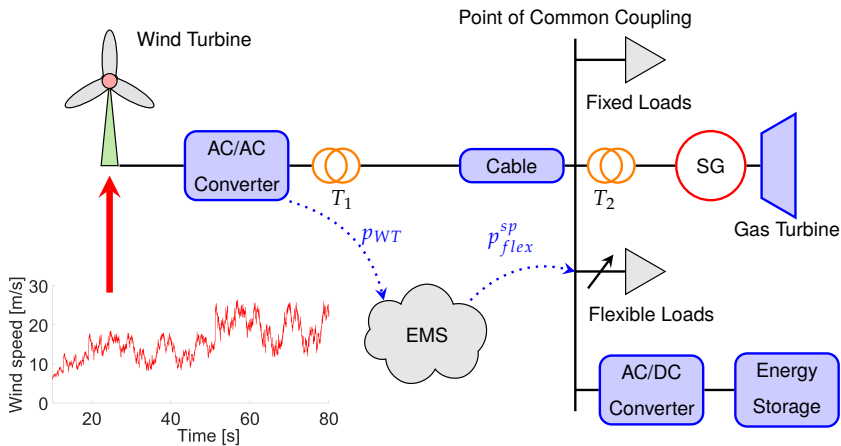 Point of Common Coupling
Wind Turbine
Fixed Loads
AC/AC
Converter
T1
Cable
T2
SG
Gas Turbine
pWT
p^{sp}_{flex}
EMS
Flexible Loads
AC/DC
Converter
Energy
Storage
Wind speed [m/s]
30
20
10
0
20
40
60
80
Time [s]